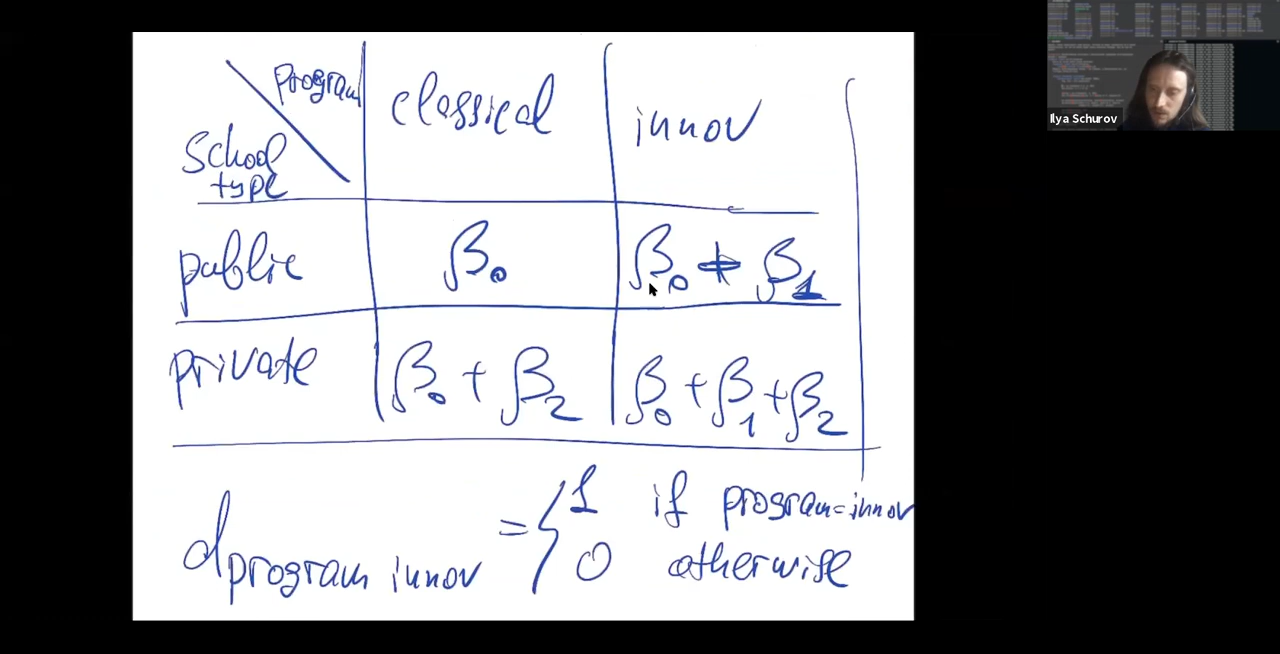 program classical innov
School
type
public β₀ β₀ + β₁
private β₀ + β₂ β₀ + β₁ + β₂
d program innov = { 1 if program=innov
0 otherwise
Ilya Schurov